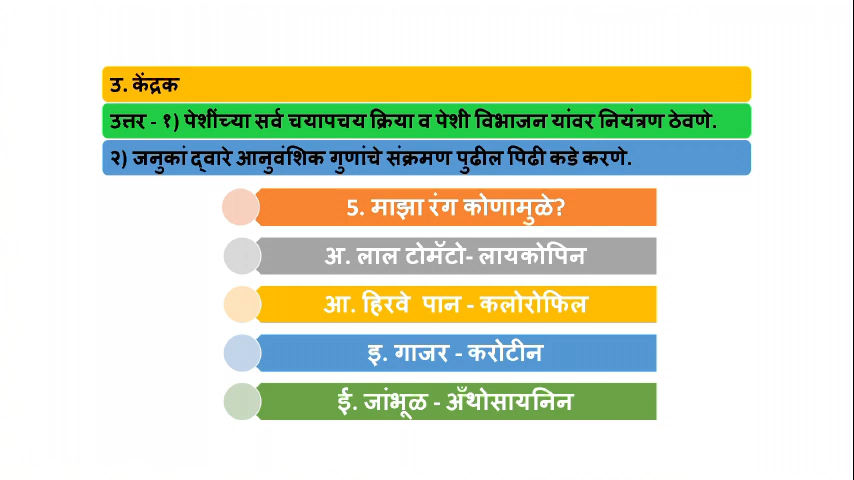 उ. केंद्रक
उत्तर - १) पेशींच्या सर्व चयापचय क्रिया व पेशी विभाजन यांवर नियंत्रण ठेवणे.
२) जनुकां द्वारे आनुवंशिक गुणांचे संक्रमण पुढील पिढी कडे करणे.
5. माझा रंग कोणामुळे?
अ. लाल टोमॅटो- लायकोपिन
आ. हिरवे पान - कलोरोफिल
इ. गाजर - करोटीन
ई. जांभूळ - अँथोसायनिन